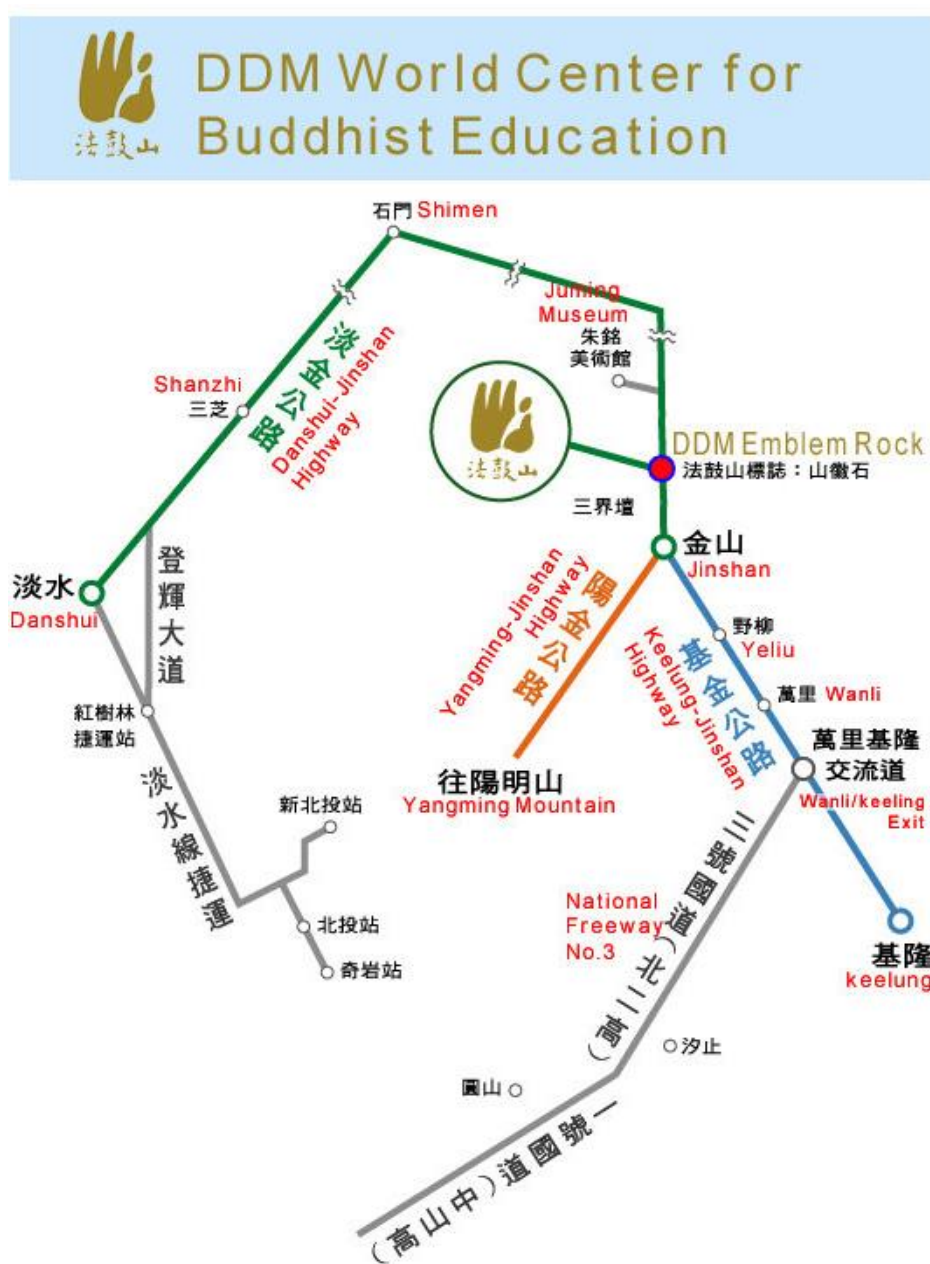 DDM World Center for
Buddhist Education
法鼓山
石門 Shimen
Juming
Museum
朱銘
美術館
淡金公路
Danshui-Jinshan
Highway
Shanzhi
三芝
法鼓山
DDM Emblem Rock
法鼓山標誌：山徽石
三界壇
金山
Jinshan
淡水
Danshui
登輝大道
陽金公路
Yangming-Jinshan
Highway
野柳
Yeliu
基金公路
Keelung-Jinshan
Highway
萬里 Wanli
紅樹林
捷運站
萬里基隆
交流道
Wanli/keeling
Exit
往陽明山
Yangming Mountain
淡水線捷運
新北投站
北投站
奇岩站
National
Freeway
No.3
三號國道(北二高)
基隆
keelung
汐止
圓山
一號國道(中山高)